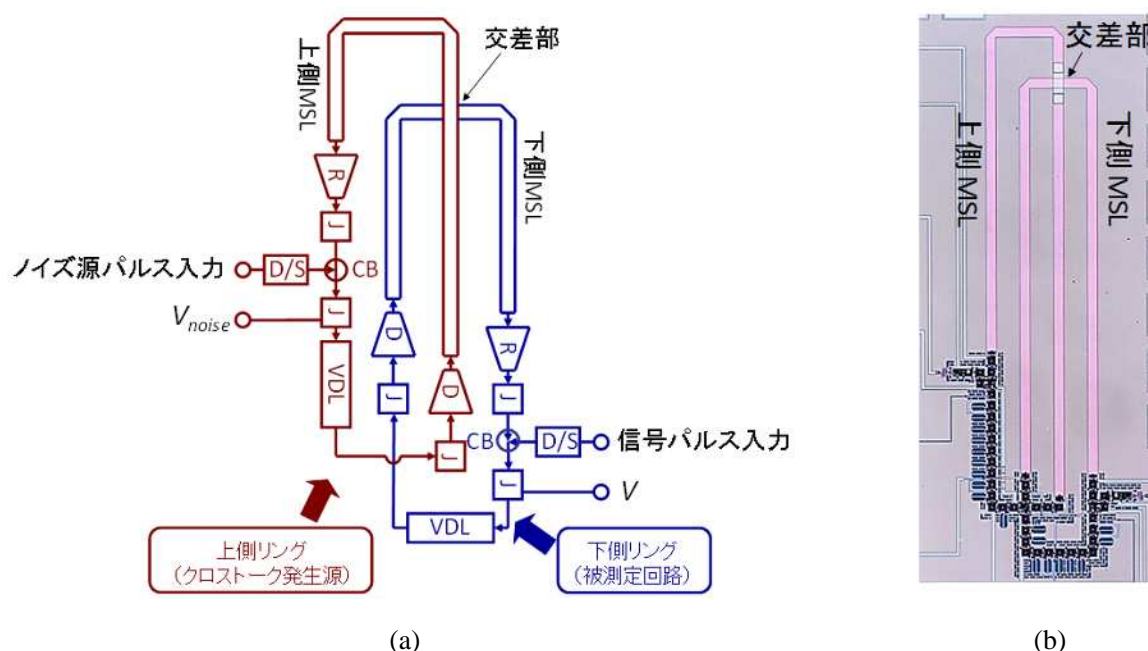 交差部
上側MSL
下側MSL
R
J
ノイズ源パルス入力
D/S
CB
J
V_noise
VDL
D
J
D
J
R
J
CB
D/S
信号パルス入力
J
V
VDL
上側リング
(クロストーク発生源)
下側リング
(被測定回路)
(a)
交差部
上側 MSL
下側 MSL
(b)